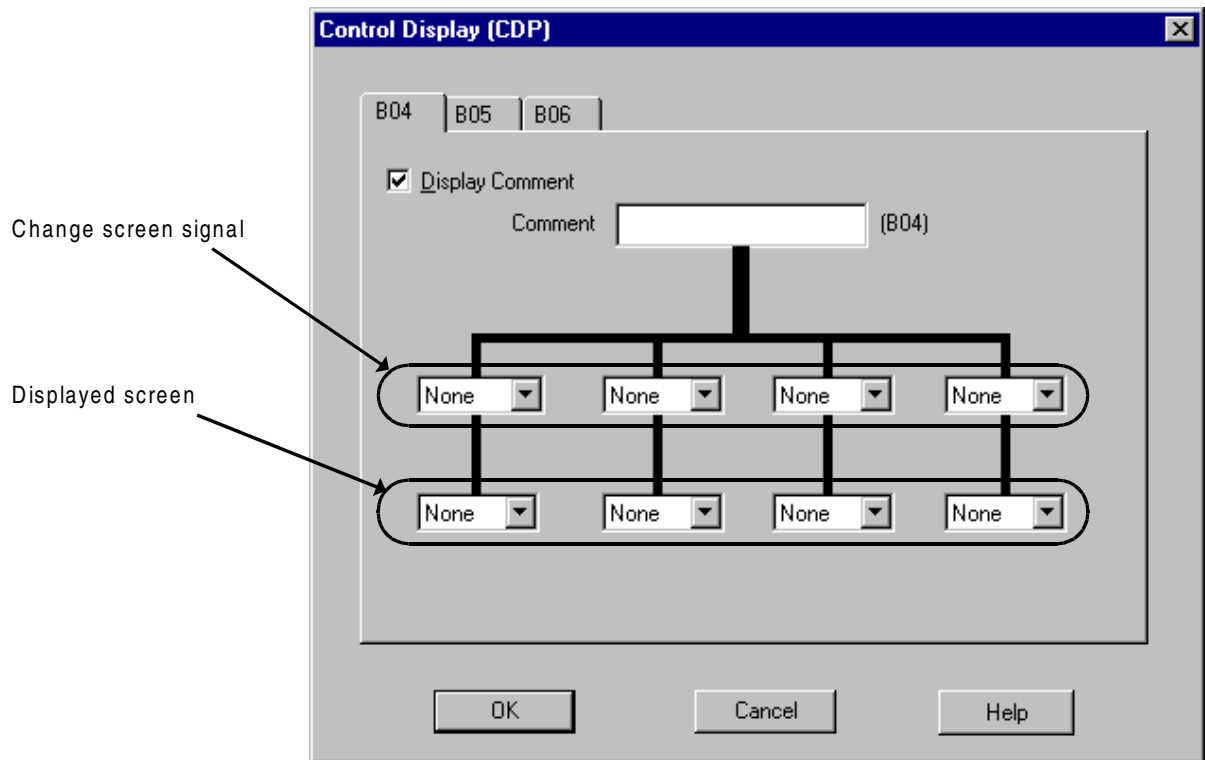 Control Display (CDP)
B04 B05 B06
Display Comment
Comment (B04)
Change screen signal
None None None None
Displayed screen
None None None None
OK Cancel Help